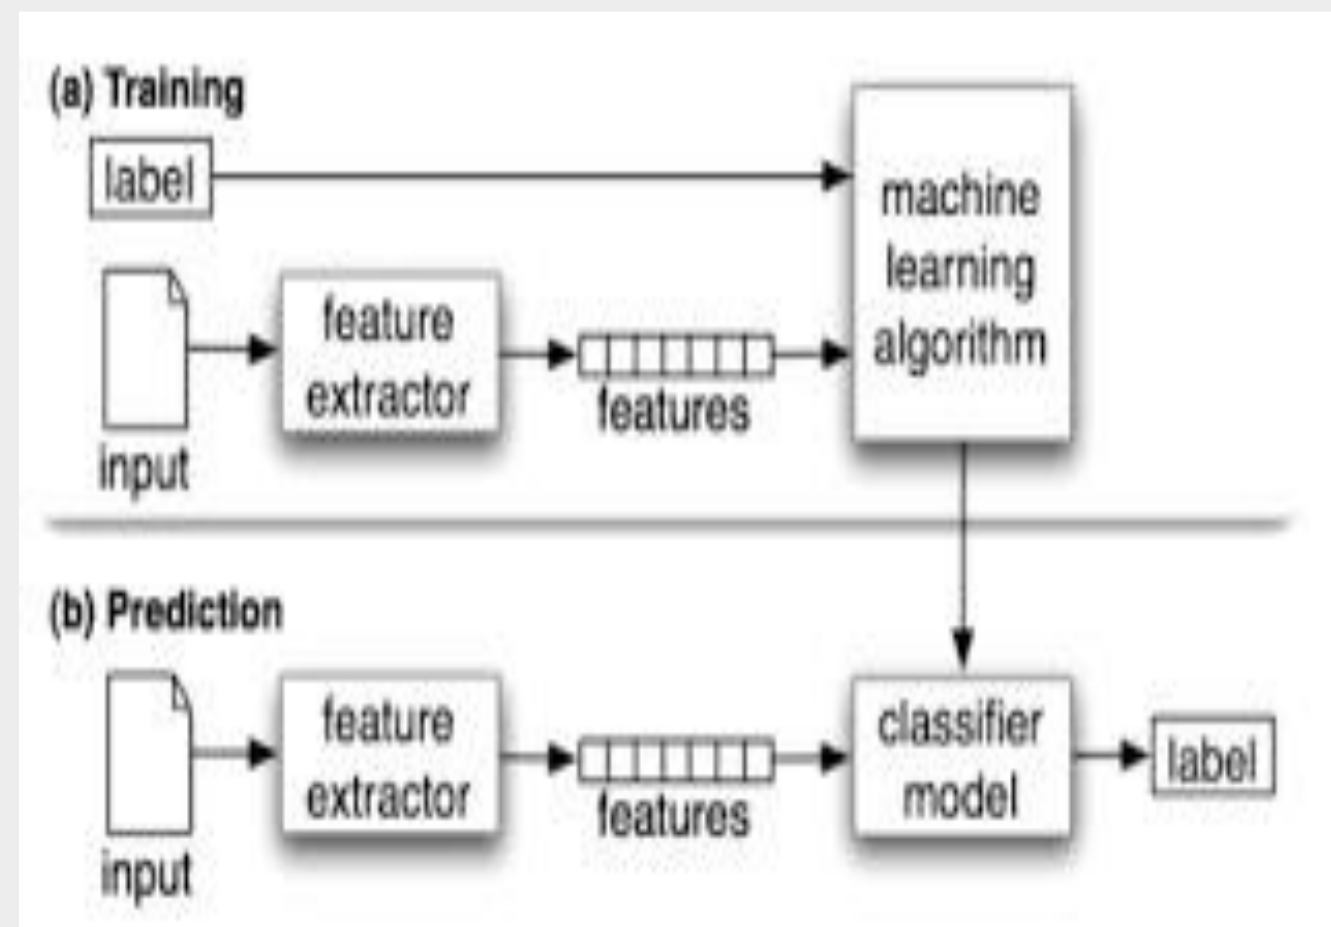 (a) Training
label
machine
learning
algorithm
feature
extractor
features
input
(b) Prediction
feature
extractor
features
classifier
model
label
input